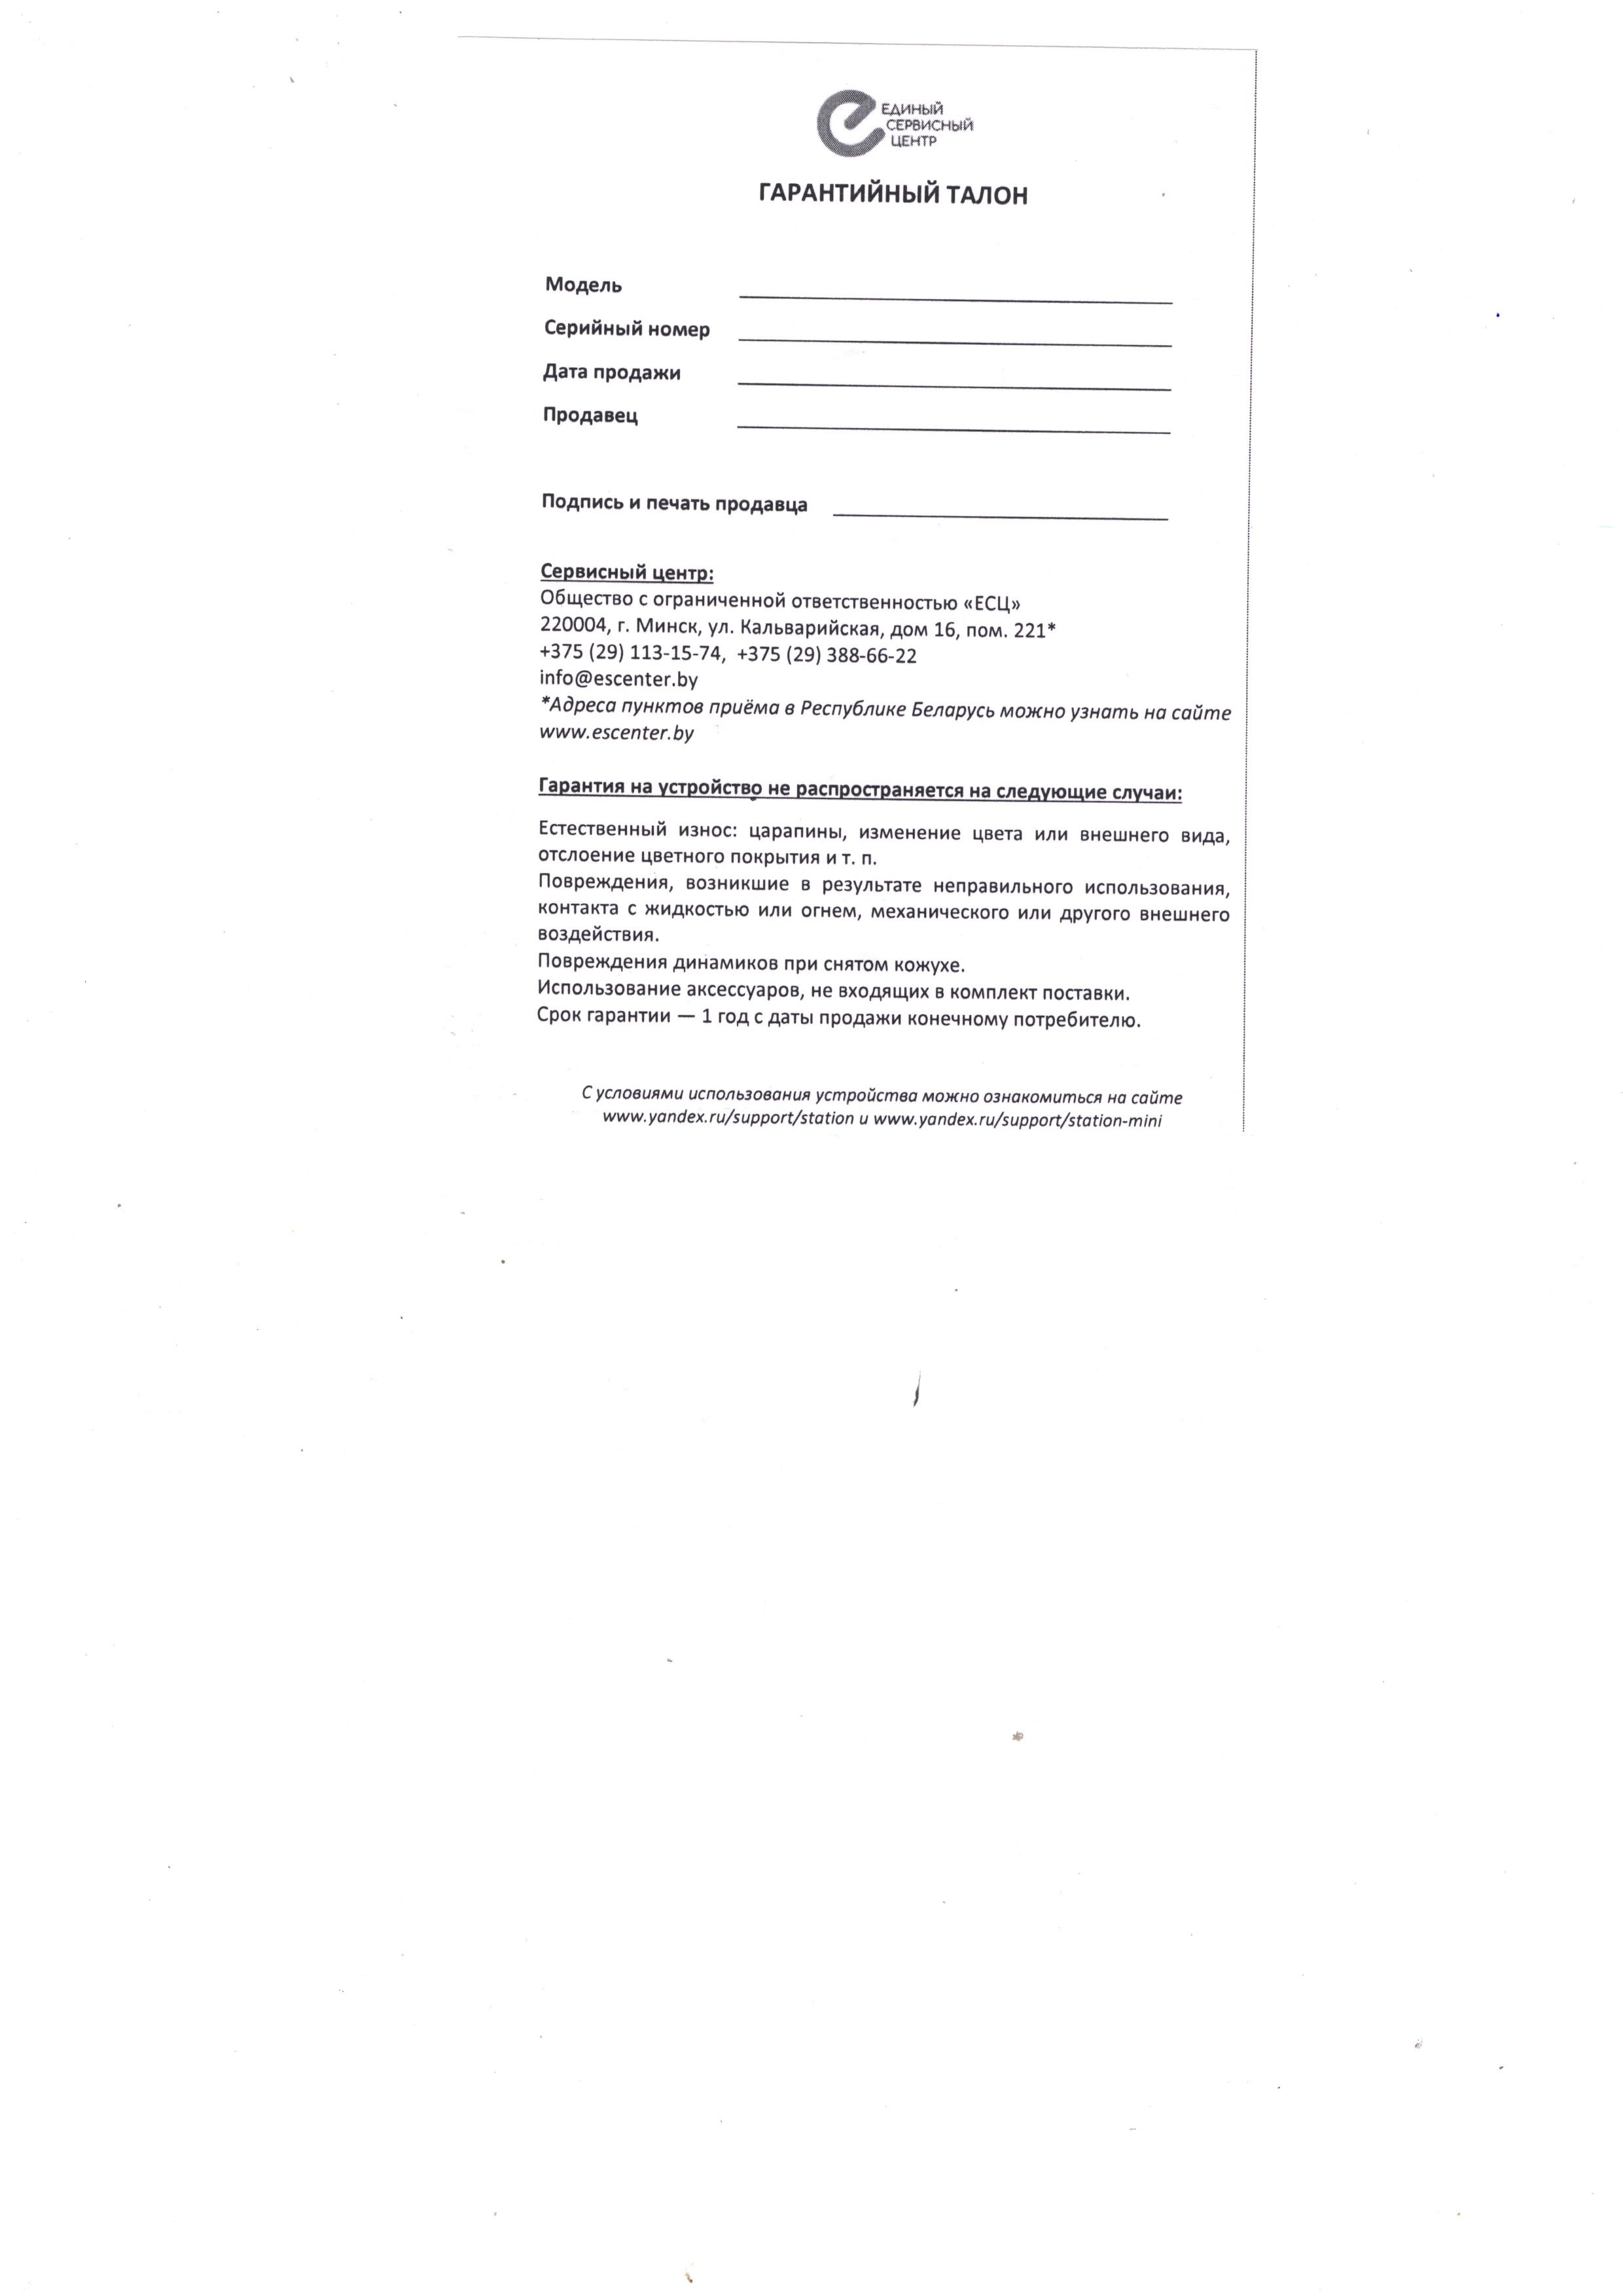 ЕДИНЫЙ
СЕРВИСНЫЙ
ЦЕНТР
ГАРАНТИЙНЫЙ ТАЛОН
Модель
Серийный номер
Дата продажи
Продавец
Подпись и печать продавца
Сервисный центр:
Общество с ограниченной ответственностью «ЕСЦ»
220004, г. Минск, ул. Кальварийская, дом 16, пом. 221*
+375 (29) 113-15-74, +375 (29) 388-66-22
info@escenter.by
*Адреса пунктов приёма в Республике Беларусь можно узнать на сайте
www.escenter.by
Гарантия на устройство не распространяется на следующие случаи:
Естественный износ: царапины, изменение цвета или внешнего вида,
отслоение цветного покрытия и т. п.
Повреждения, возникшие в результате неправильного использования,
контакта с жидкостью или огнем, механического или другого внешнего
воздействия.
Повреждения динамиков при снятом кожухе.
Использование аксессуаров, не входящих в комплект поставки.
Срок гарантии — 1 год с даты продажи конечному потребителю.
С условиями использования устройства можно ознакомиться на сайте
www.yandex.ru/support/station и www.yandex.ru/support/station-mini